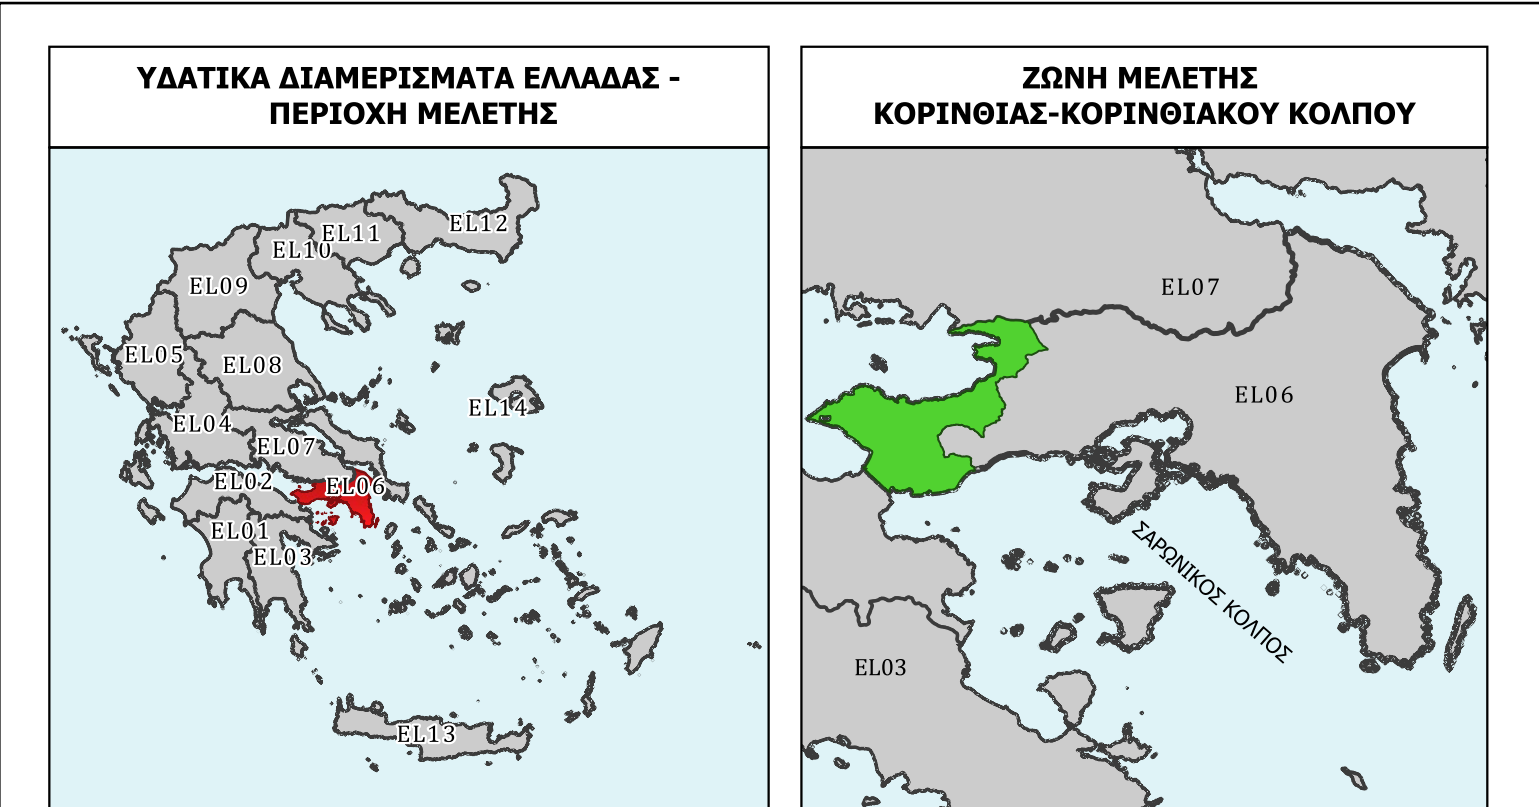 ΥΔΑΤΙΚΑ ΔΙΑΜΕΡΙΣΜΑΤΑ ΕΛΛΑΔΑΣ -
ΠΕΡΙΟΧΗ ΜΕΛΕΤΗΣ
EL12
EL11
EL10
EL09
EL05
EL08
EL14
EL04
EL07
EL02
EL06
EL01
EL03
EL13
ΖΩΝΗ ΜΕΛΕΤΗΣ
ΚΟΡΙΝΘΙΑΣ-ΚΟΡΙΝΘΙΑΚΟΥ ΚΟΛΠΟΥ
EL07
EL06
ΣΑΡΩΝΙΚΟΣ ΚΟΛΠΟΣ
EL03